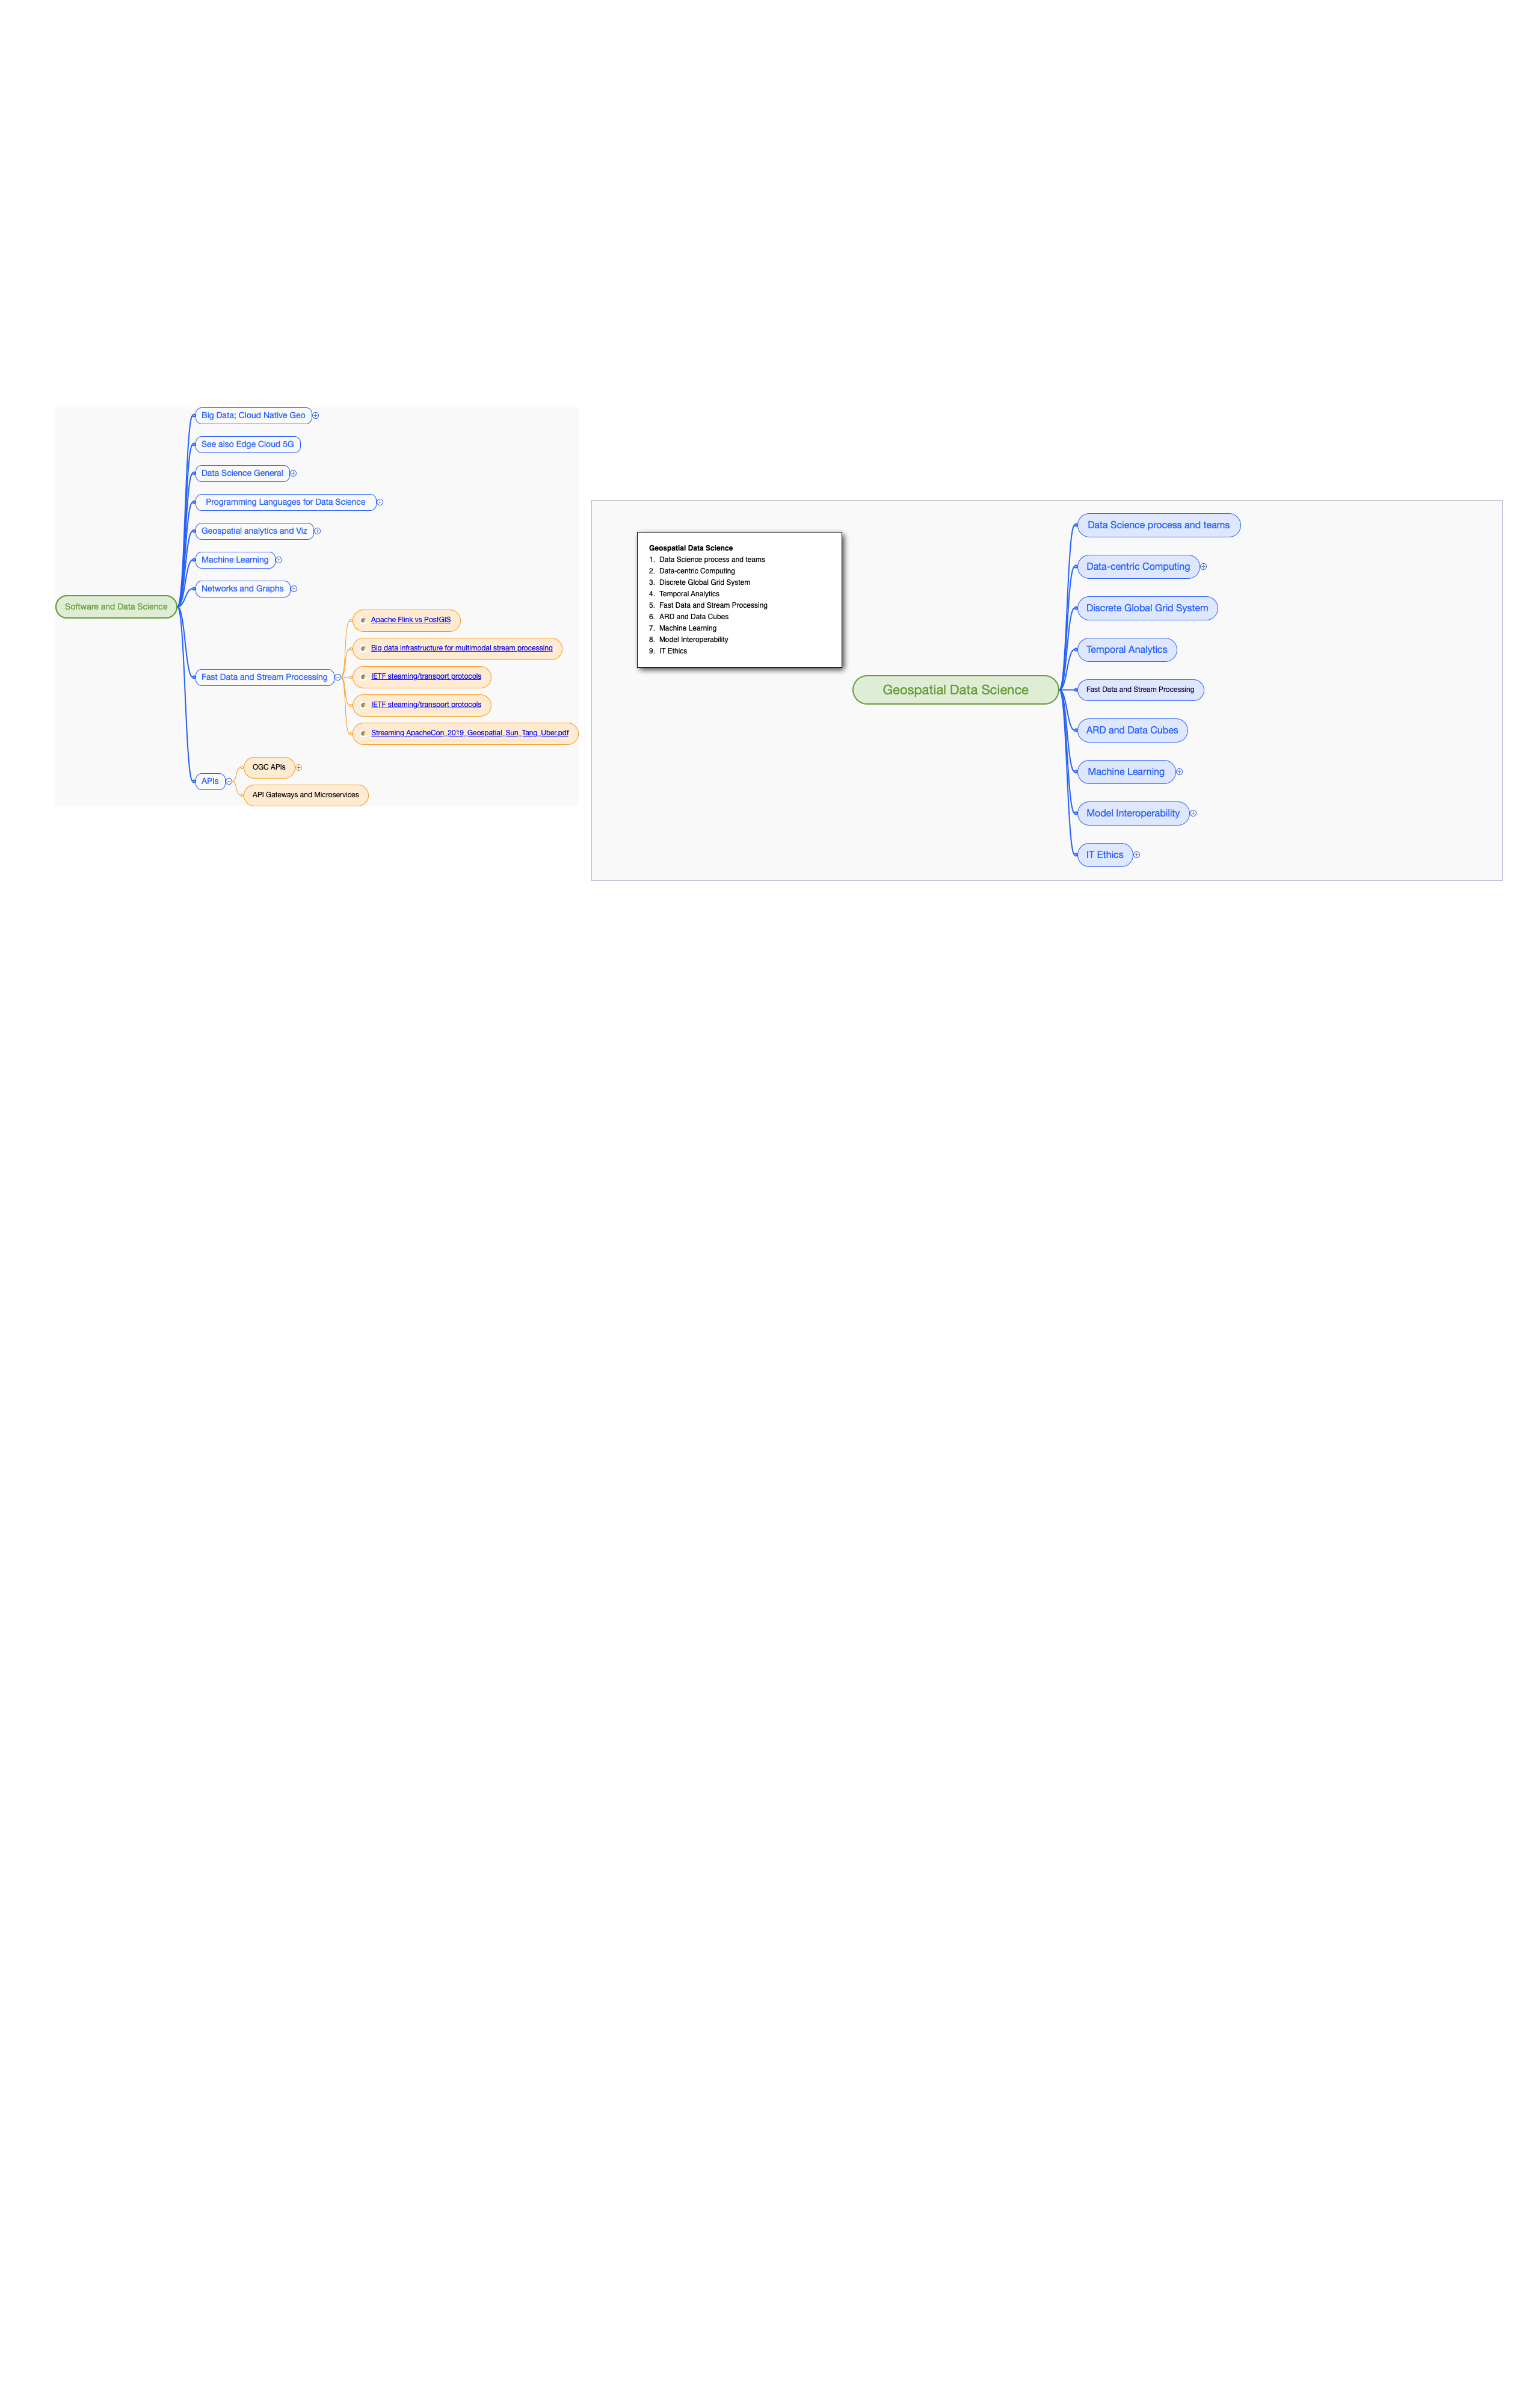 Big Data; Cloud Native Geo
See also Edge Cloud 5G
Data Science General
Programming Languages for Data Science
Geospatial analytics and Viz
Machine Learning
Networks and Graphs
Software and Data Science
Apache Flink vs PostGIS
Big data infrastructure for multimodal stream processing
Fast Data and Stream Processing
IETF steaming/transport protocols
IETF steaming/transport protocols
Streaming ApacheCon_2019_Geospatial_Sun_Tang_Uber.pdf
APIs
OGC APIs
API Gateways and Microservices
Geospatial Data Science
1. Data Science process and teams
2. Data-centric Computing
3. Discrete Global Grid System
4. Temporal Analytics
5. Fast Data and Stream Processing
6. ARD and Data Cubes
7. Machine Learning
8. Model Interoperability
9. IT Ethics
Geospatial Data Science
Data Science process and teams
Data-centric Computing
Discrete Global Grid System
Temporal Analytics
Fast Data and Stream Processing
ARD and Data Cubes
Machine Learning
Model Interoperability
IT Ethics